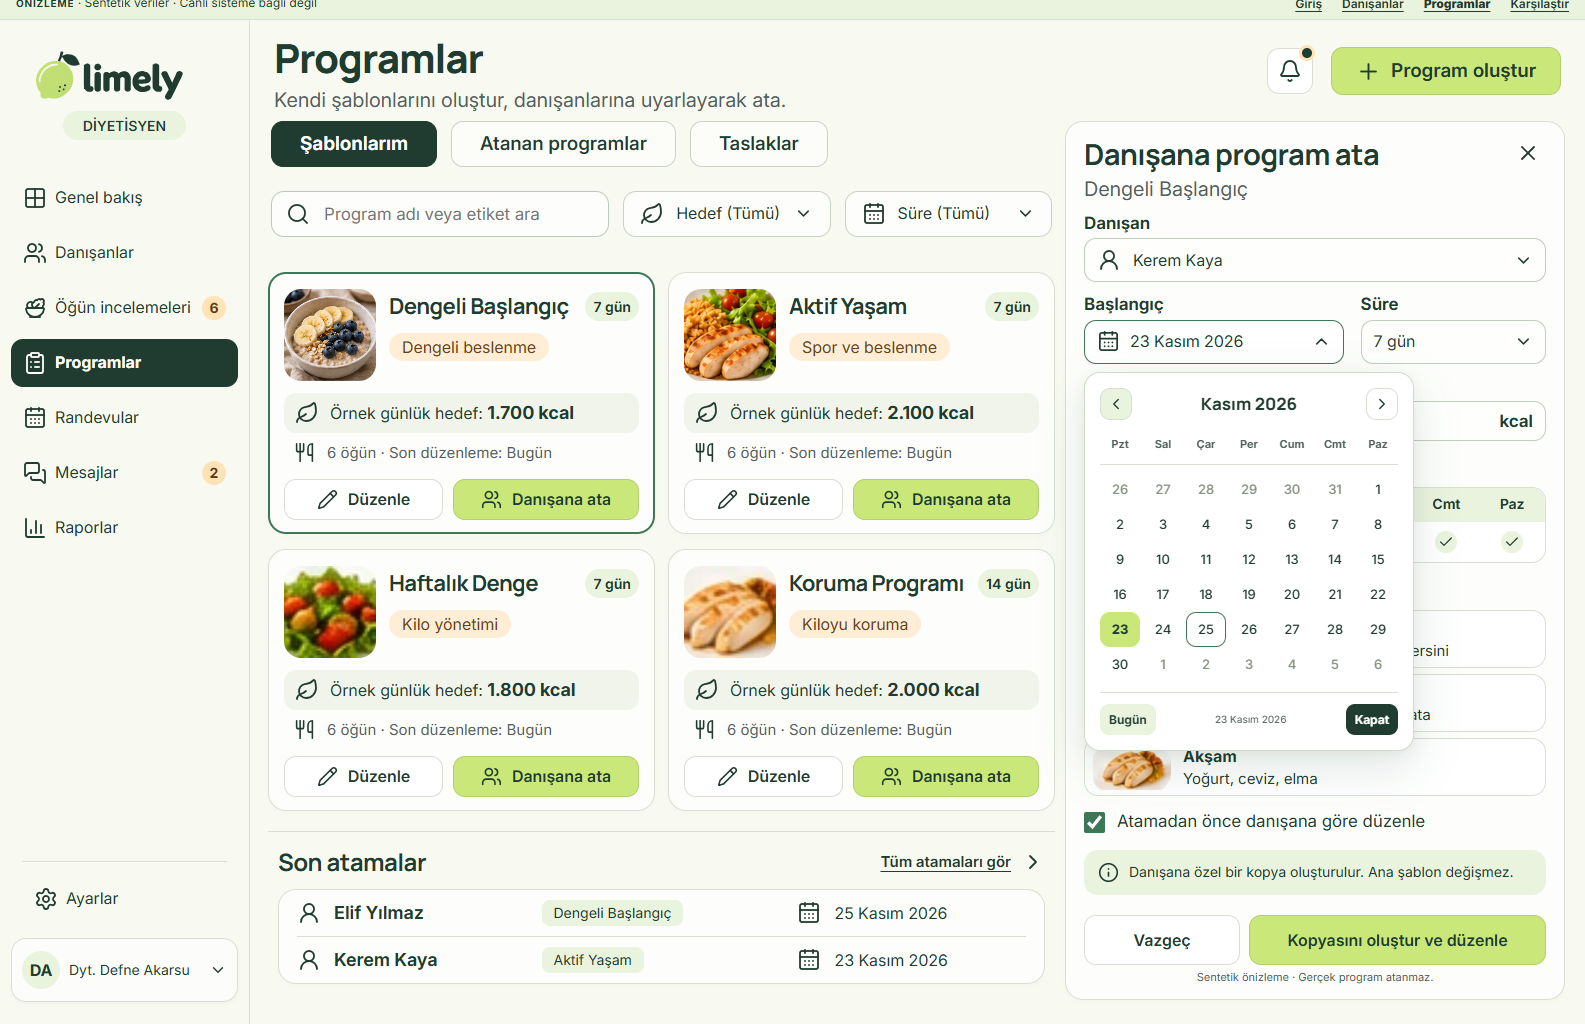 ÖNİZLEME · Sentetik veriler · Canlı sisteme bağlı değil
Giriş Danışanlar Programlar Karşılaştır
limely
DİYETİSYEN
Genel bakış
Danışanlar
Öğün incelemeleri 6
Programlar
Randevular
Mesajlar 2
Raporlar
Ayarlar
DA Dyt. Defne Akarsu
Programlar
Kendi şablonlarını oluştur, danışanlarına uyarlayarak ata.
Program oluştur
Şablonlarım Atanan programlar Taslaklar
Program adı veya etiket ara Hedef (Tümü) Süre (Tümü)
Dengeli Başlangıç 7 gün
Dengeli beslenme
Örnek günlük hedef: 1.700 kcal
6 öğün · Son düzenleme: Bugün
Düzenle Danışana ata
Aktif Yaşam 7 gün
Spor ve beslenme
Örnek günlük hedef: 2.100 kcal
6 öğün · Son düzenleme: Bugün
Düzenle Danışana ata
Haftalık Denge 7 gün
Kilo yönetimi
Örnek günlük hedef: 1.800 kcal
6 öğün · Son düzenleme: Bugün
Düzenle Danışana ata
Koruma Programı 14 gün
Kiloyu koruma
Örnek günlük hedef: 2.000 kcal
6 öğün · Son düzenleme: Bugün
Düzenle Danışana ata
Son atamalar Tüm atamaları gör
Elif Yılmaz Dengeli Başlangıç 25 Kasım 2026
Kerem Kaya Aktif Yaşam 23 Kasım 2026
Danışana program ata
Dengeli Başlangıç
Danışan
Kerem Kaya
Başlangıç Süre
23 Kasım 2026 7 gün
Kasım 2026
Pzt Sal Çar Per Cum Cmt Paz
26 27 28 29 30 31 1
2 3 4 5 6 7 8
9 10 11 12 13 14 15
16 17 18 19 20 21 22
23 24 25 26 27 28 29
30 1 2 3 4 5 6
Bugün 23 Kasım 2026 Kapat
kcal
Cmt Paz
ersini
ata
Akşam
Yoğurt, ceviz, elma
Atamadan önce danışana göre düzenle
Danışana özel bir kopya oluşturulur. Ana şablon değişmez.
Vazgeç Kopyasını oluştur ve düzenle
Sentetik önizleme · Gerçek program atanmaz.